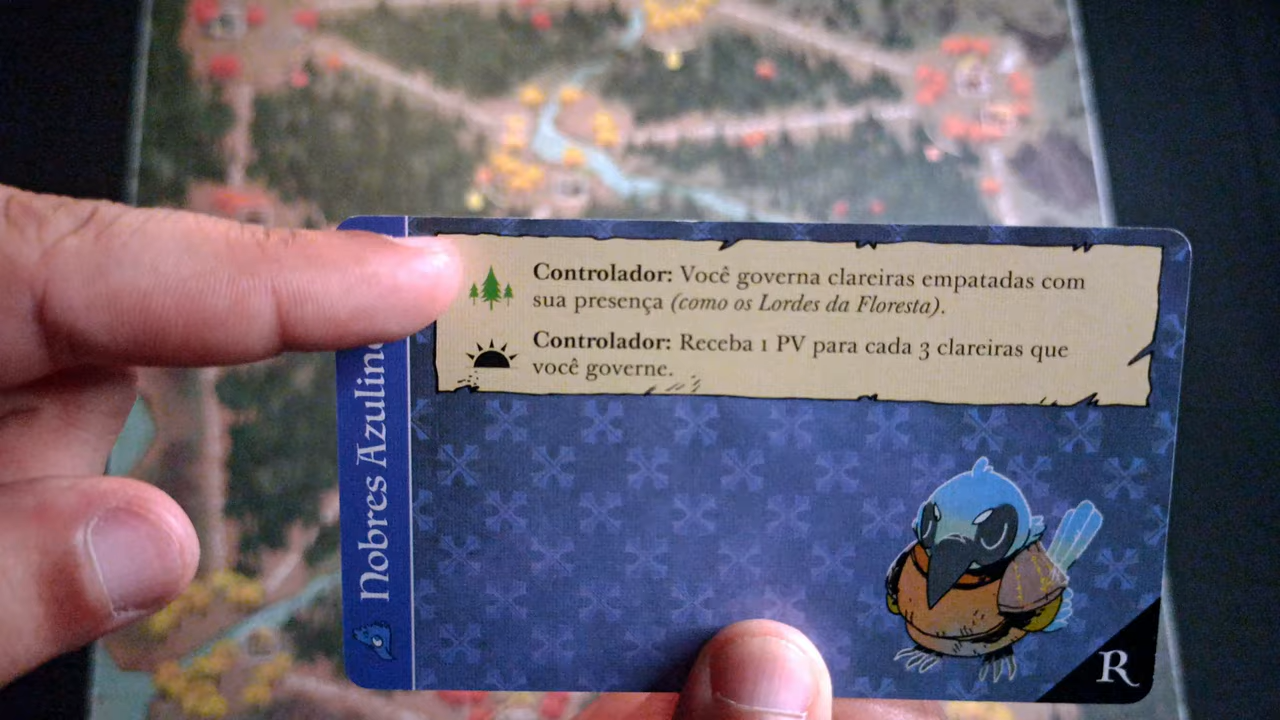 Controlador: Você governa clareiras empatadas com
sua presença (como os Lordes da Floresta).
Controlador: Receba 1 PV para cada 3 clareiras que
você governe.
Nobres
R